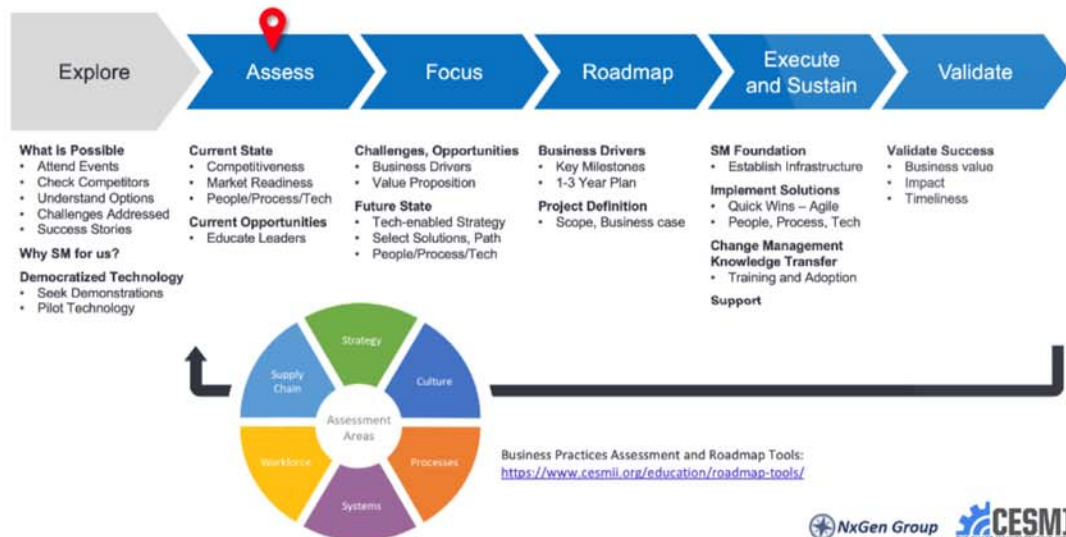 Explore
Assess
Focus
Roadmap
Execute
and Sustain
Validate
What Is Possible
• Attend Events
• Check Competitors
• Understand Options
• Challenges Addressed
• Success Stories
Why SM for us?
Democratized Technology
• Seek Demonstrations
• Pilot Technology
Current State
• Competitiveness
• Market Readiness
• People/Process/Tech
Current Opportunities
• Educate Leaders
Challenges, Opportunities
• Business Drivers
• Value Proposition
Future State
• Tech-enabled Strategy
• Select Solutions, Path
• People/Process/Tech
Business Drivers
• Key Milestones
• 1-3 Year Plan
Project Definition
• Scope, Business case
SM Foundation
• Establish Infrastructure
Implement Solutions
• Quick Wins – Agile
• People, Process, Tech
Change Management
Knowledge Transfer
• Training and Adoption
Support
Validate Success
• Business value
• Impact
• Timeliness
Strategy
Supply
Chain
Culture
Assessment
Areas
Workforce
Processes
Systems
Business Practices Assessment and Roadmap Tools:
https://www.cesmii.org/education/roadmap-tools/
NxGen Group
CESMI